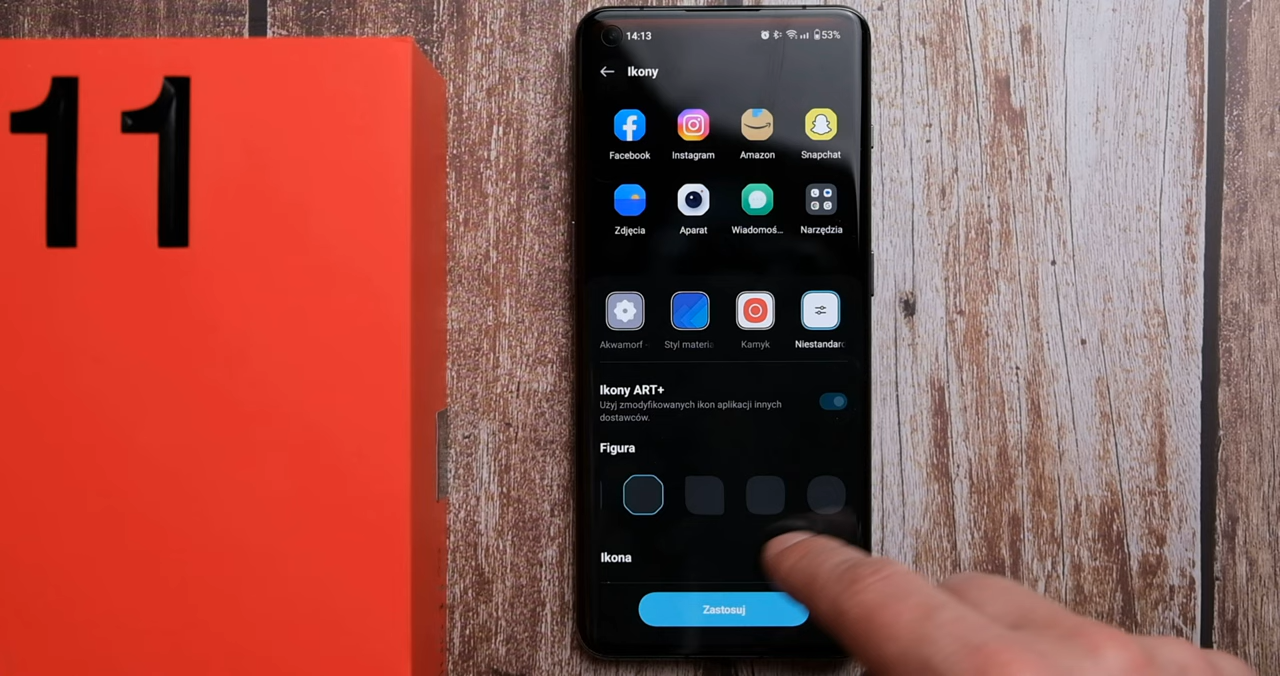 11
14:13
53%
Ikony
Facebook Instagram Amazon Snapchat
Zdjęcia Aparat Wiadomoś... Narzędzia
Akwamorf - Styl materia Kamyk Niestandar
Ikony ART+
Użyj zmodyfikowanych ikon aplikacji innych
dostawców.
Figura
Ikona
Zastosuj